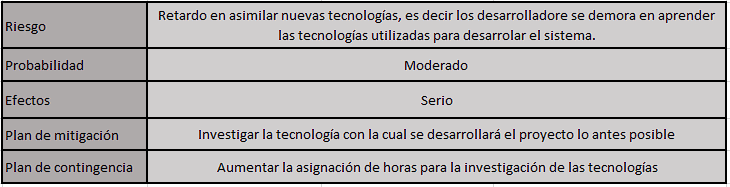 Riesgo
Retardo en asimilar nuevas tecnologías, es decir los desarrolladore se demora en aprender
las tecnologías utilizadas para desarrolar el sistema.
Probabilidad
Moderado
Efectos
Serio
Plan de mitigación
Investigar la tecnología con la cual se desarrollará el proyecto lo antes posible
Plan de contingencia
Aumentar la asignación de horas para la investigación de las tecnologías